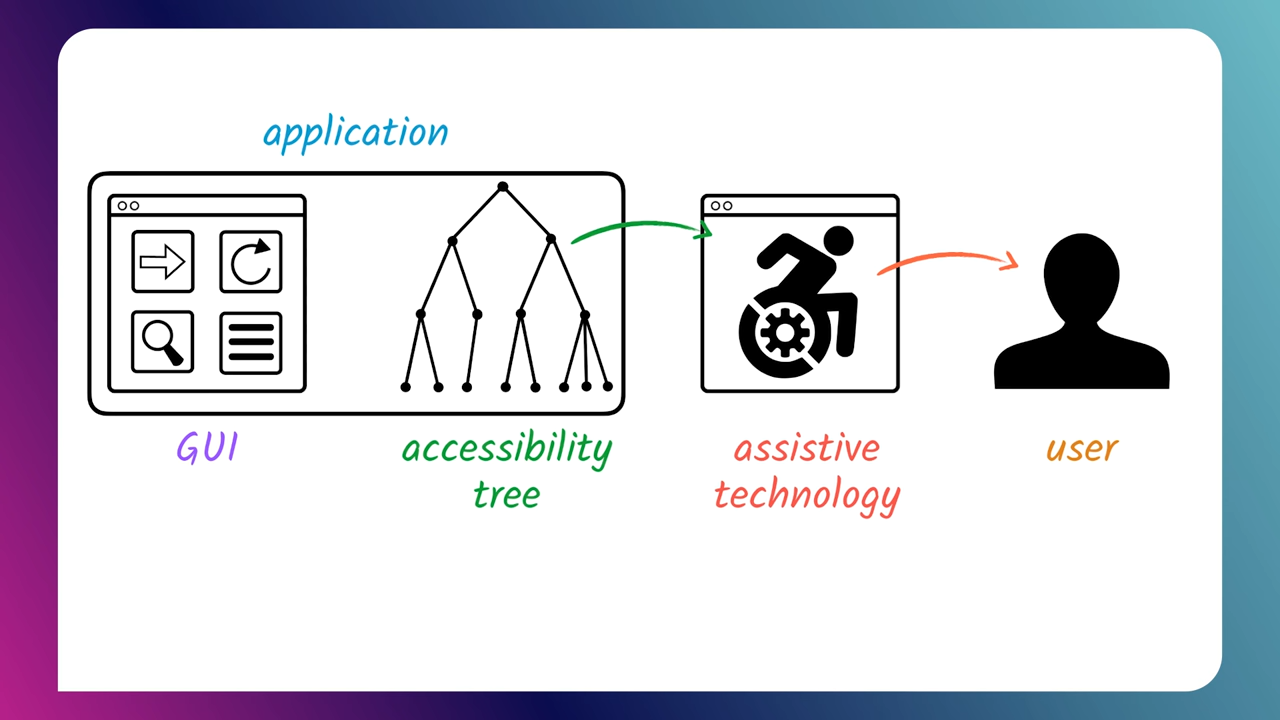 application
GUI
accessibility
tree
assistive
technology
user